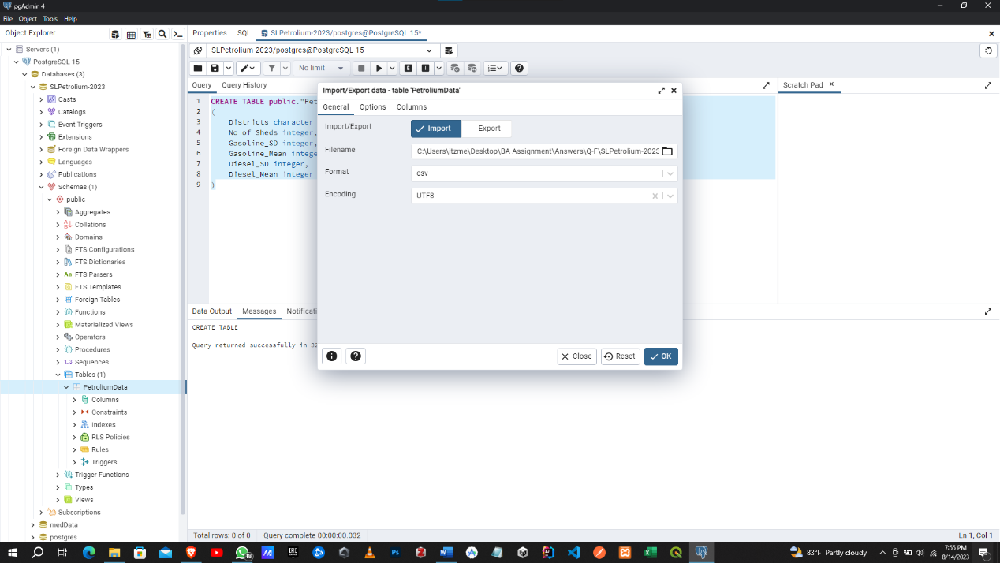 pgAdmin 4
File Object Tools Help
Object Explorer
Properties SQL SLPetrolium-2023/postgres@PostgreSQL 15*
Servers (1)
PostgreSQL 15
Databases (3)
SLPetrolium-2023
Casts
Catalogs
Event Triggers
Extensions
Foreign Data Wrappers
Languages
Publications
Schemas (1)
public
Aggregates
Collations
Domains
FTS Configurations
FTS Dictionaries
FTS Parsers
FTS Templates
Foreign Tables
Functions
Materialized Views
Operators
Procedures
Sequences
Tables (1)
PetroliumData
Columns
Constraints
Indexes
RLS Policies
Rules
Triggers
Trigger Functions
Types
Views
Subscriptions
medData
postgres
SLPetrolium-2023/postgres@PostgreSQL 15
No limit
Query Query History
Scratch Pad
1 CREATE TABLE public."Pet
2 (
3 Districts character
4 No_of_Sheds integer,
5 Gasoline_SD integer,
6 Gasoline_Mean intege
7 Diesel_SD integer,
8 Diesel_Mean integer
9 )
Import/Export data - table 'PetroliumData'
General Options Columns
Import/Export Import Export
Filename C:\Users\itzme\Desktop\BA Assignment\Answers\Q-F\SLPetrolium-2023
Format csv
Encoding UTF8
Close Reset OK
Data Output Messages Notificati
CREATE TABLE
Query returned successfully in 32
Total rows: 0 of 0 Query complete 00:00:00.032
Ln 1, Col 1
18
Ps
83°F Partly cloudy
7:55 PM
8/14/2023
1